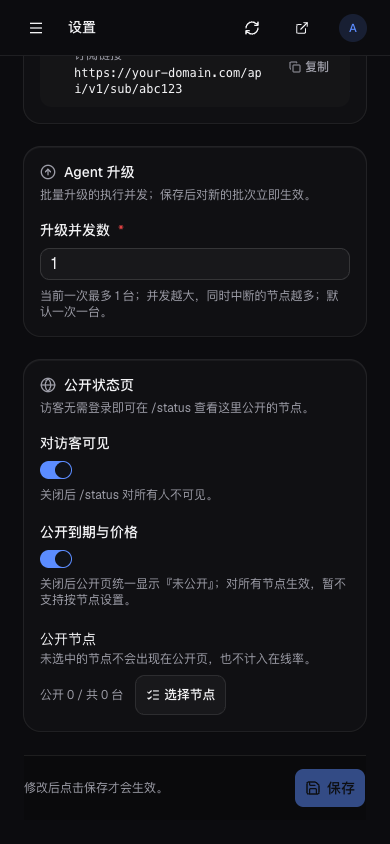 设置
A
订阅链接
https://your-domain.com/ap
i/v1/sub/abc123
复制
Agent 升级
批量升级的执行并发；保存后对新的批次立即生效。
升级并发数 *
1
当前一次最多 1 台；并发越大，同时中断的节点越多；默
认一次一台。
公开状态页
访客无需登录即可在 /status 查看这里公开的节点。
对访客可见
关闭后 /status 对所有人不可见。
公开到期与价格
关闭后公开页统一显示『未公开』；对所有节点生效，暂不
支持按节点设置。
公开节点
未选中的节点不会出现在公开页，也不计入在线率。
公开 0 / 共 0 台
选择节点
修改后点击保存才会生效。
保存